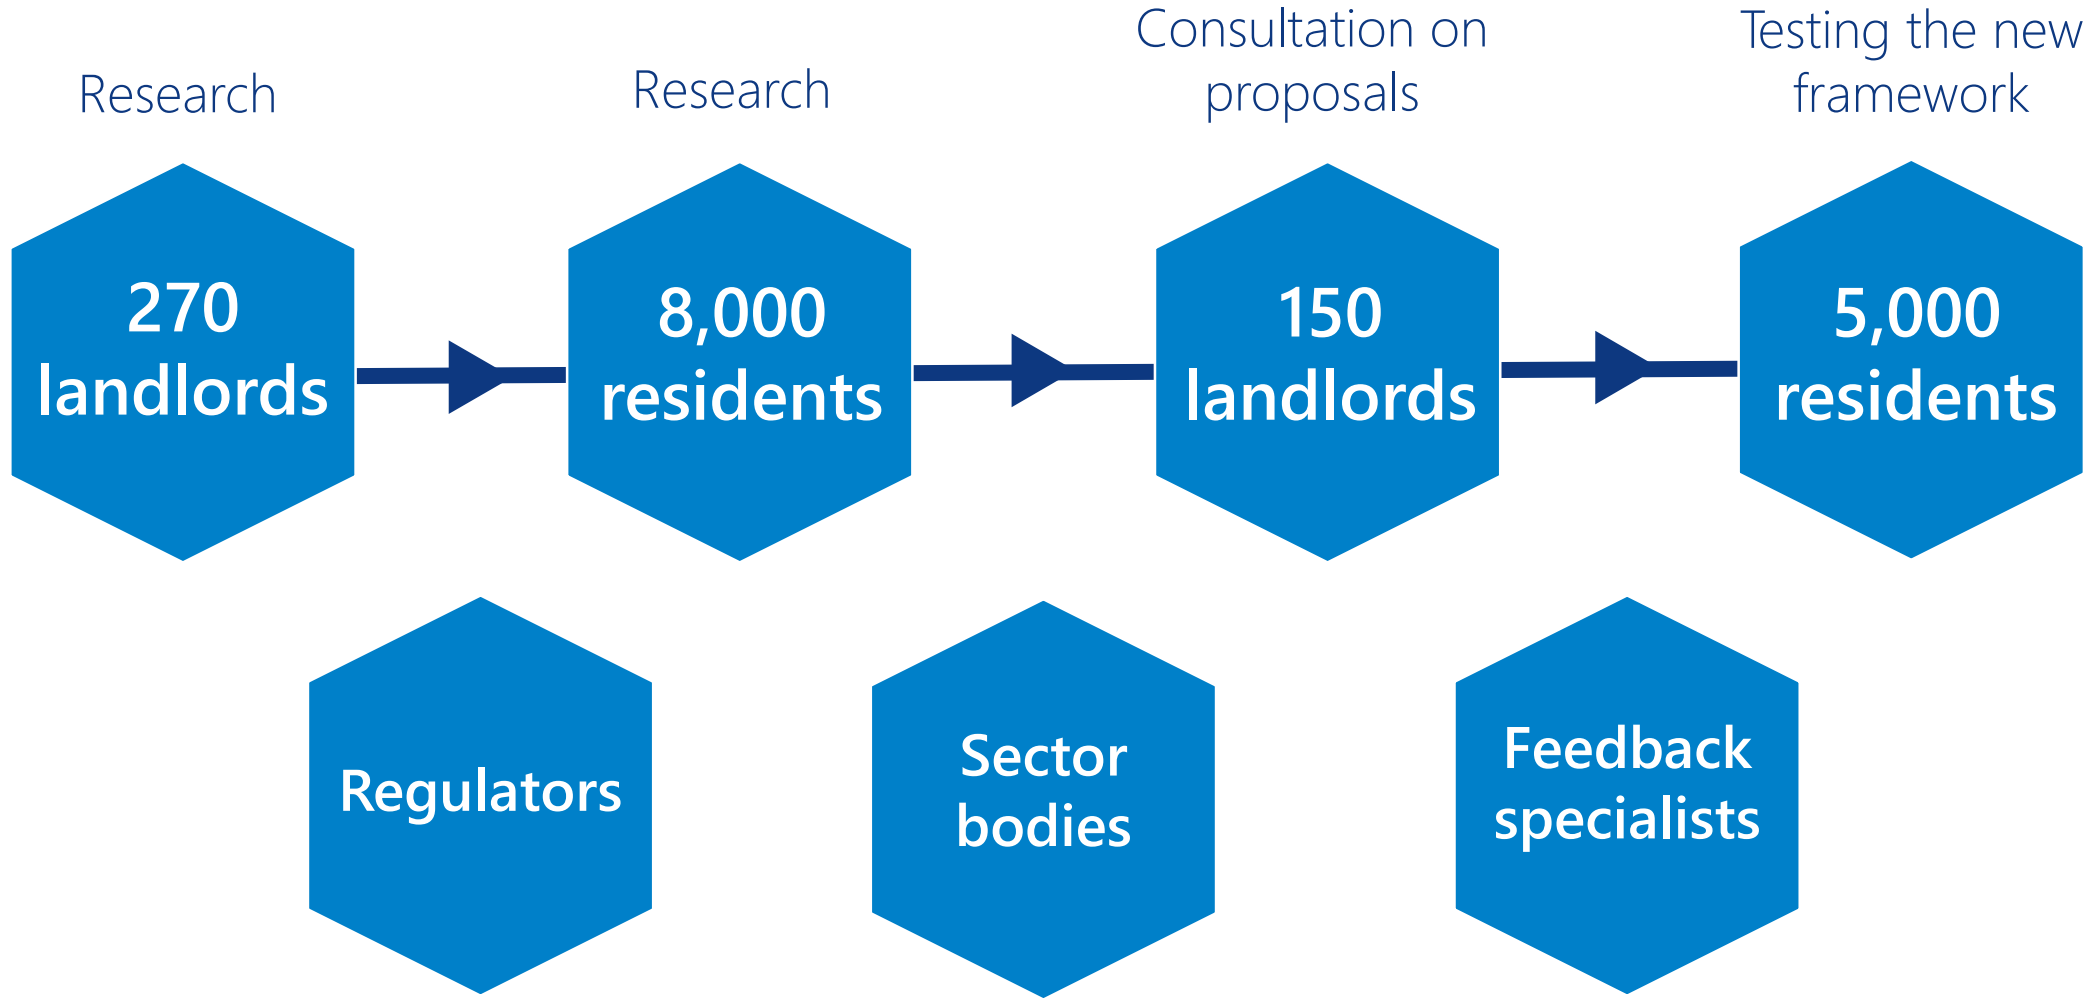 Research
270
landlords
Research
8,000
residents
Consultation on
proposals
150
landlords
Testing the new
framework
5,000
residents
Regulators
Sector
bodies
Feedback
specialists